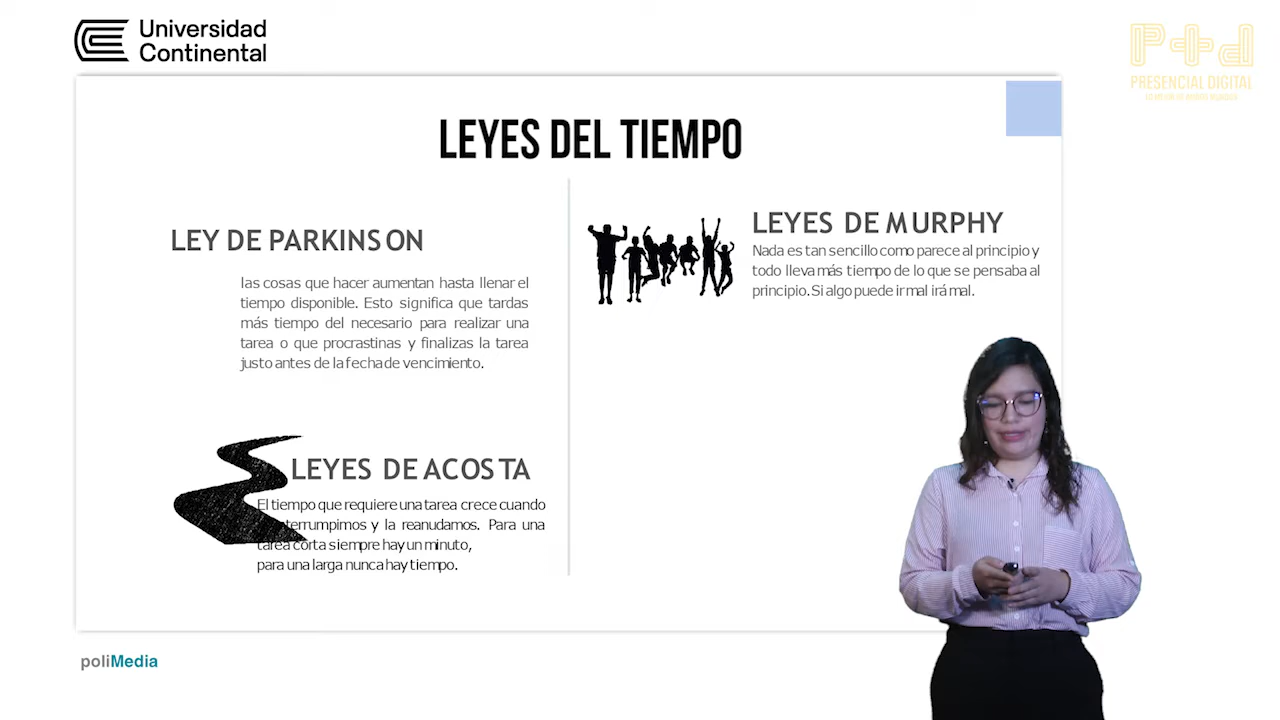 Universidad
Continental
P+d
PRESENCIAL DIGITAL
LEYES DEL TIEMPO
LEY DE PARKINSON
las cosas que hacer aumentan hasta llenar el
tiempo disponible. Esto significa que tardas
más tiempo del necesario para realizar una
tarea o que procrastinas y finalizas la tarea
justo antes de la fecha de vencimiento.
LEYES DE ACOSTA
El tiempo que requiere una tarea crece cuando
terrumpimos y la reanudamos. Para una
tarea corta siempre hay un minuto,
para una larga nunca hay tiempo.
LEYES DE MURPHY
Nada es tan sencillo como parece al principio y
todo lleva más tiempo de lo que se pensaba al
principio. Si algo puede ir mal irá mal.
poliMedia